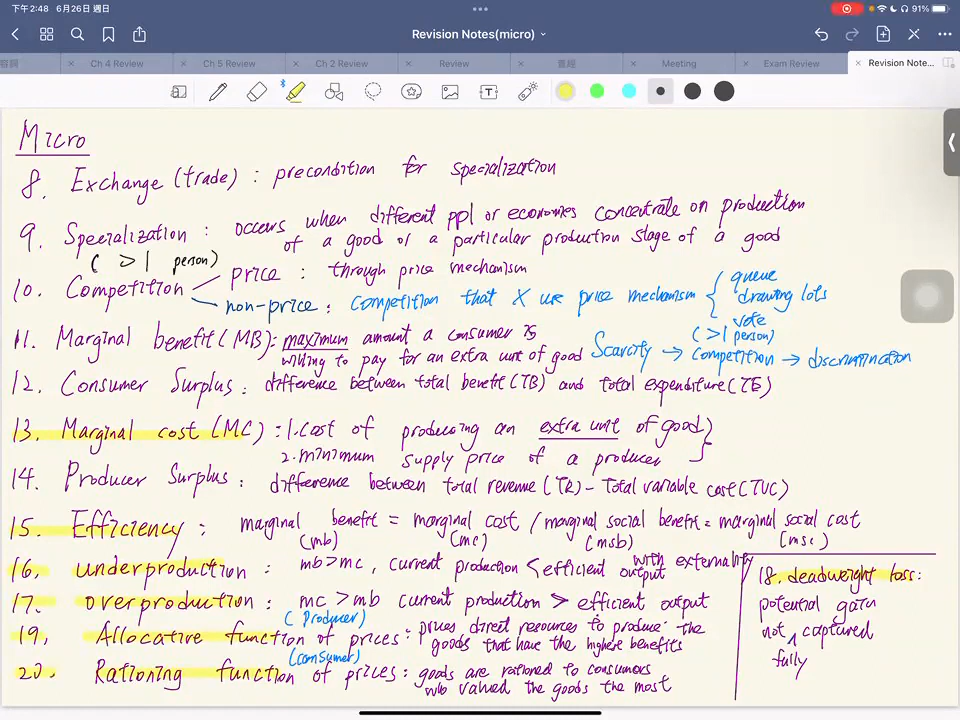 下午2:48 6月26日 週日
91%
Revision Notes(micro)
Ch 4 Review
Ch 5 Review
Ch 2 Review
Review
Meeting
Exam Review
Revision Note...
Micro
8. Exchange (trade) : precondition for specialization
9. Specialization : occurs when different ppl or economies concentrate on production
of a good or a particular production stage of a good
( >1 person)
10. Competition price : through price mechanism
non-price : competition that X use price mechanism { queue
drawing lots
vote
11. Marginal benefit (MB) : maximum amount a consumer is
willing to pay for an extra unit of good
(>1 person)
Scarcity → competition → discrimination
12. Consumer Surplus : difference between total benefit (TB) and total expenditure (TE)
13. Marginal cost (MC) : 1. Cost of producing an extra unit of good }
2. minimum supply price of a producer
14. Producer Surplus : difference between total revenue (TR) - Total variable cost (TVC)
15. Efficiency : marginal benefit = marginal cost / marginal social benefit = marginal social cost
(mb) (mc) (msb) (msc)
with externality
16. underproduction : mb>mc, current production < efficient output
17. overproduction : mc > mb current production > efficient output
(Producer)
19. Allocative function of prices : prices direct resources to produce the
goods that have the highest benefits
(consumer)
20. Rationing function of prices : goods are rationed to consumers
who valued the goods the most
18. deadweight loss :
potential gain
not captured
fully